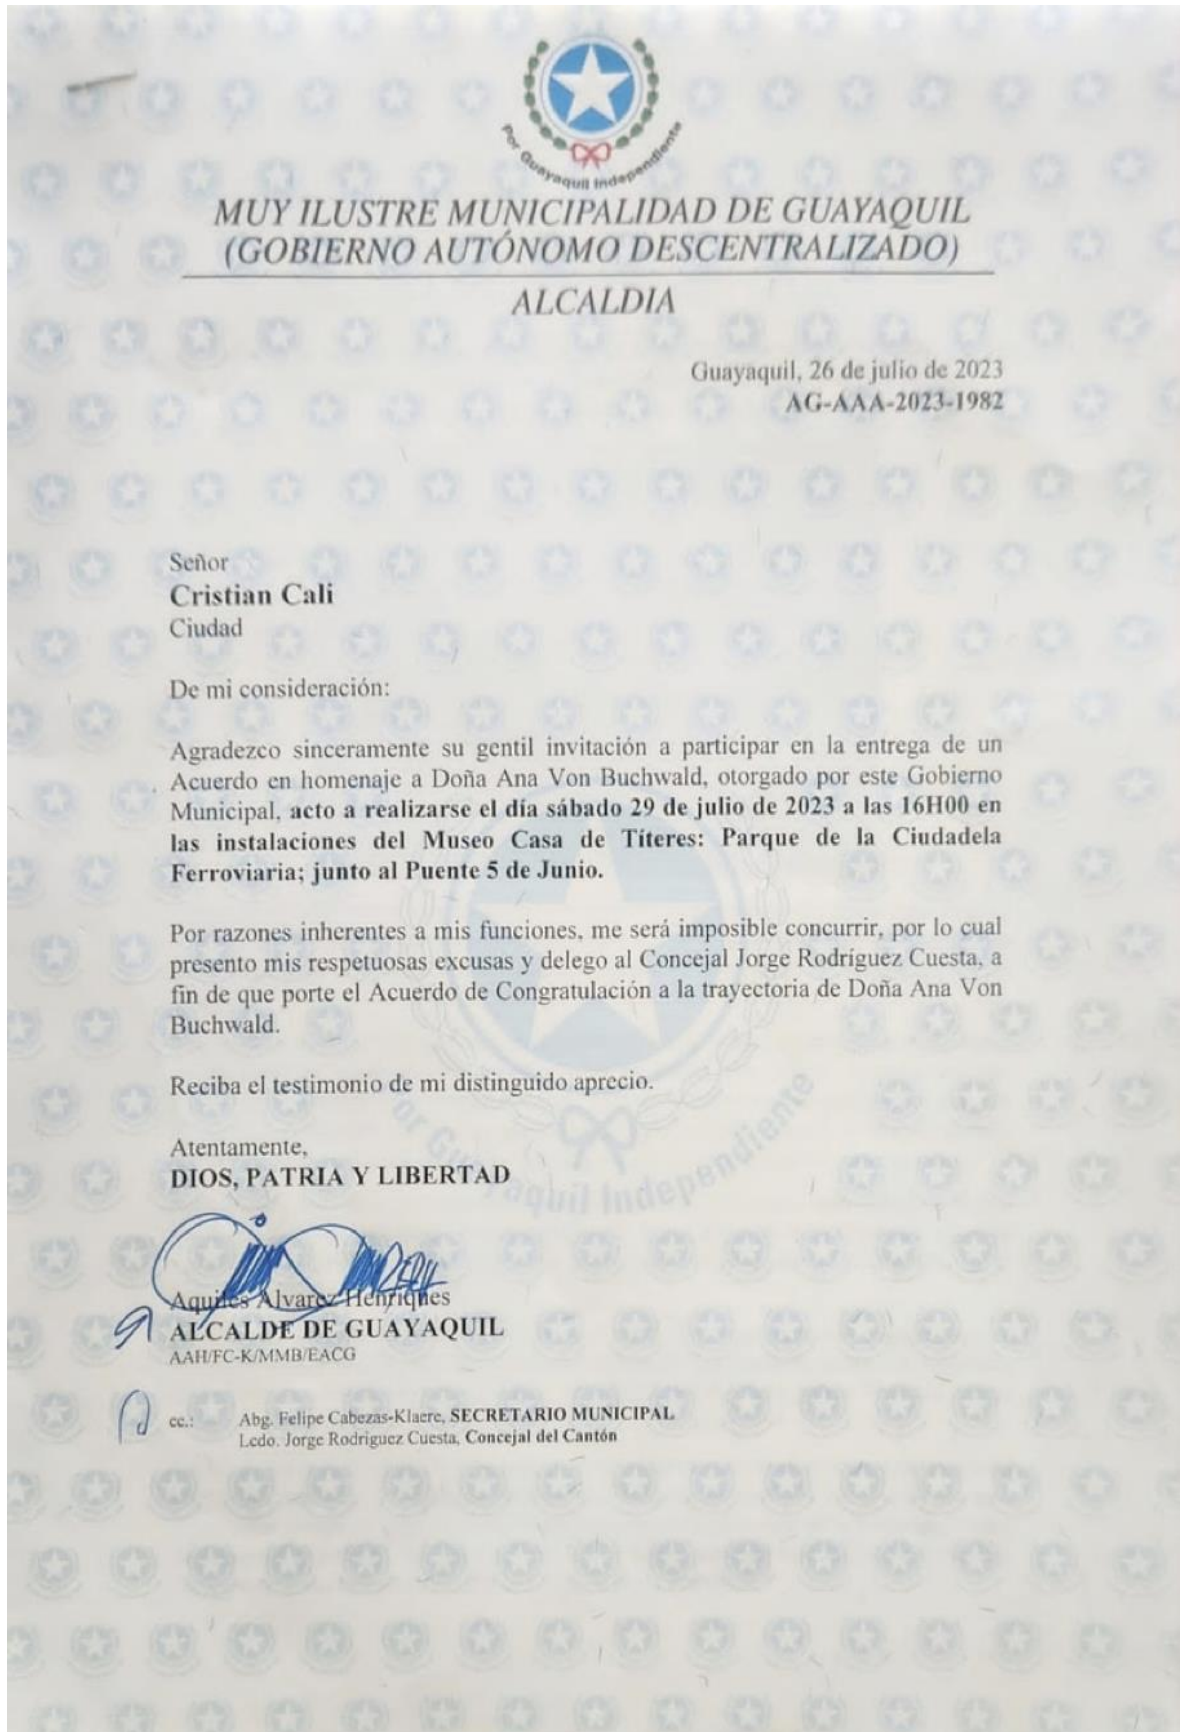 Por Guayaquil Independiente
MUY ILUSTRE MUNICIPALIDAD DE GUAYAQUIL
(GOBIERNO AUTÓNOMO DESCENTRALIZADO)
ALCALDIA
Guayaquil, 26 de julio de 2023
AG-AAA-2023-1982
Señor
Cristian Cali
Ciudad
De mi consideración:
Agradezco sinceramente su gentil invitación a participar en la entrega de un
Acuerdo en homenaje a Doña Ana Von Buchwald, otorgado por este Gobierno
Municipal, acto a realizarse el día sábado 29 de julio de 2023 a las 16H00 en
las instalaciones del Museo Casa de Títeres: Parque de la Ciudadela
Ferroviaria; junto al Puente 5 de Junio.
Por razones inherentes a mis funciones, me será imposible concurrir, por lo cual
presento mis respetuosas excusas y delego al Concejal Jorge Rodríguez Cuesta, a
fin de que porte el Acuerdo de Congratulación a la trayectoria de Doña Ana Von
Buchwald.
Reciba el testimonio de mi distinguido aprecio.
Por Guayaquil Independiente
Atentamente,
DIOS, PATRIA Y LIBERTAD
Aquiles Alvarez Henriques
ALCALDE DE GUAYAQUIL
AAH/FC-K/MMB/EACG
cc.: Abg. Felipe Cabezas-Klaere, SECRETARIO MUNICIPAL
Lcdo. Jorge Rodriguez Cuesta, Concejal del Cantón